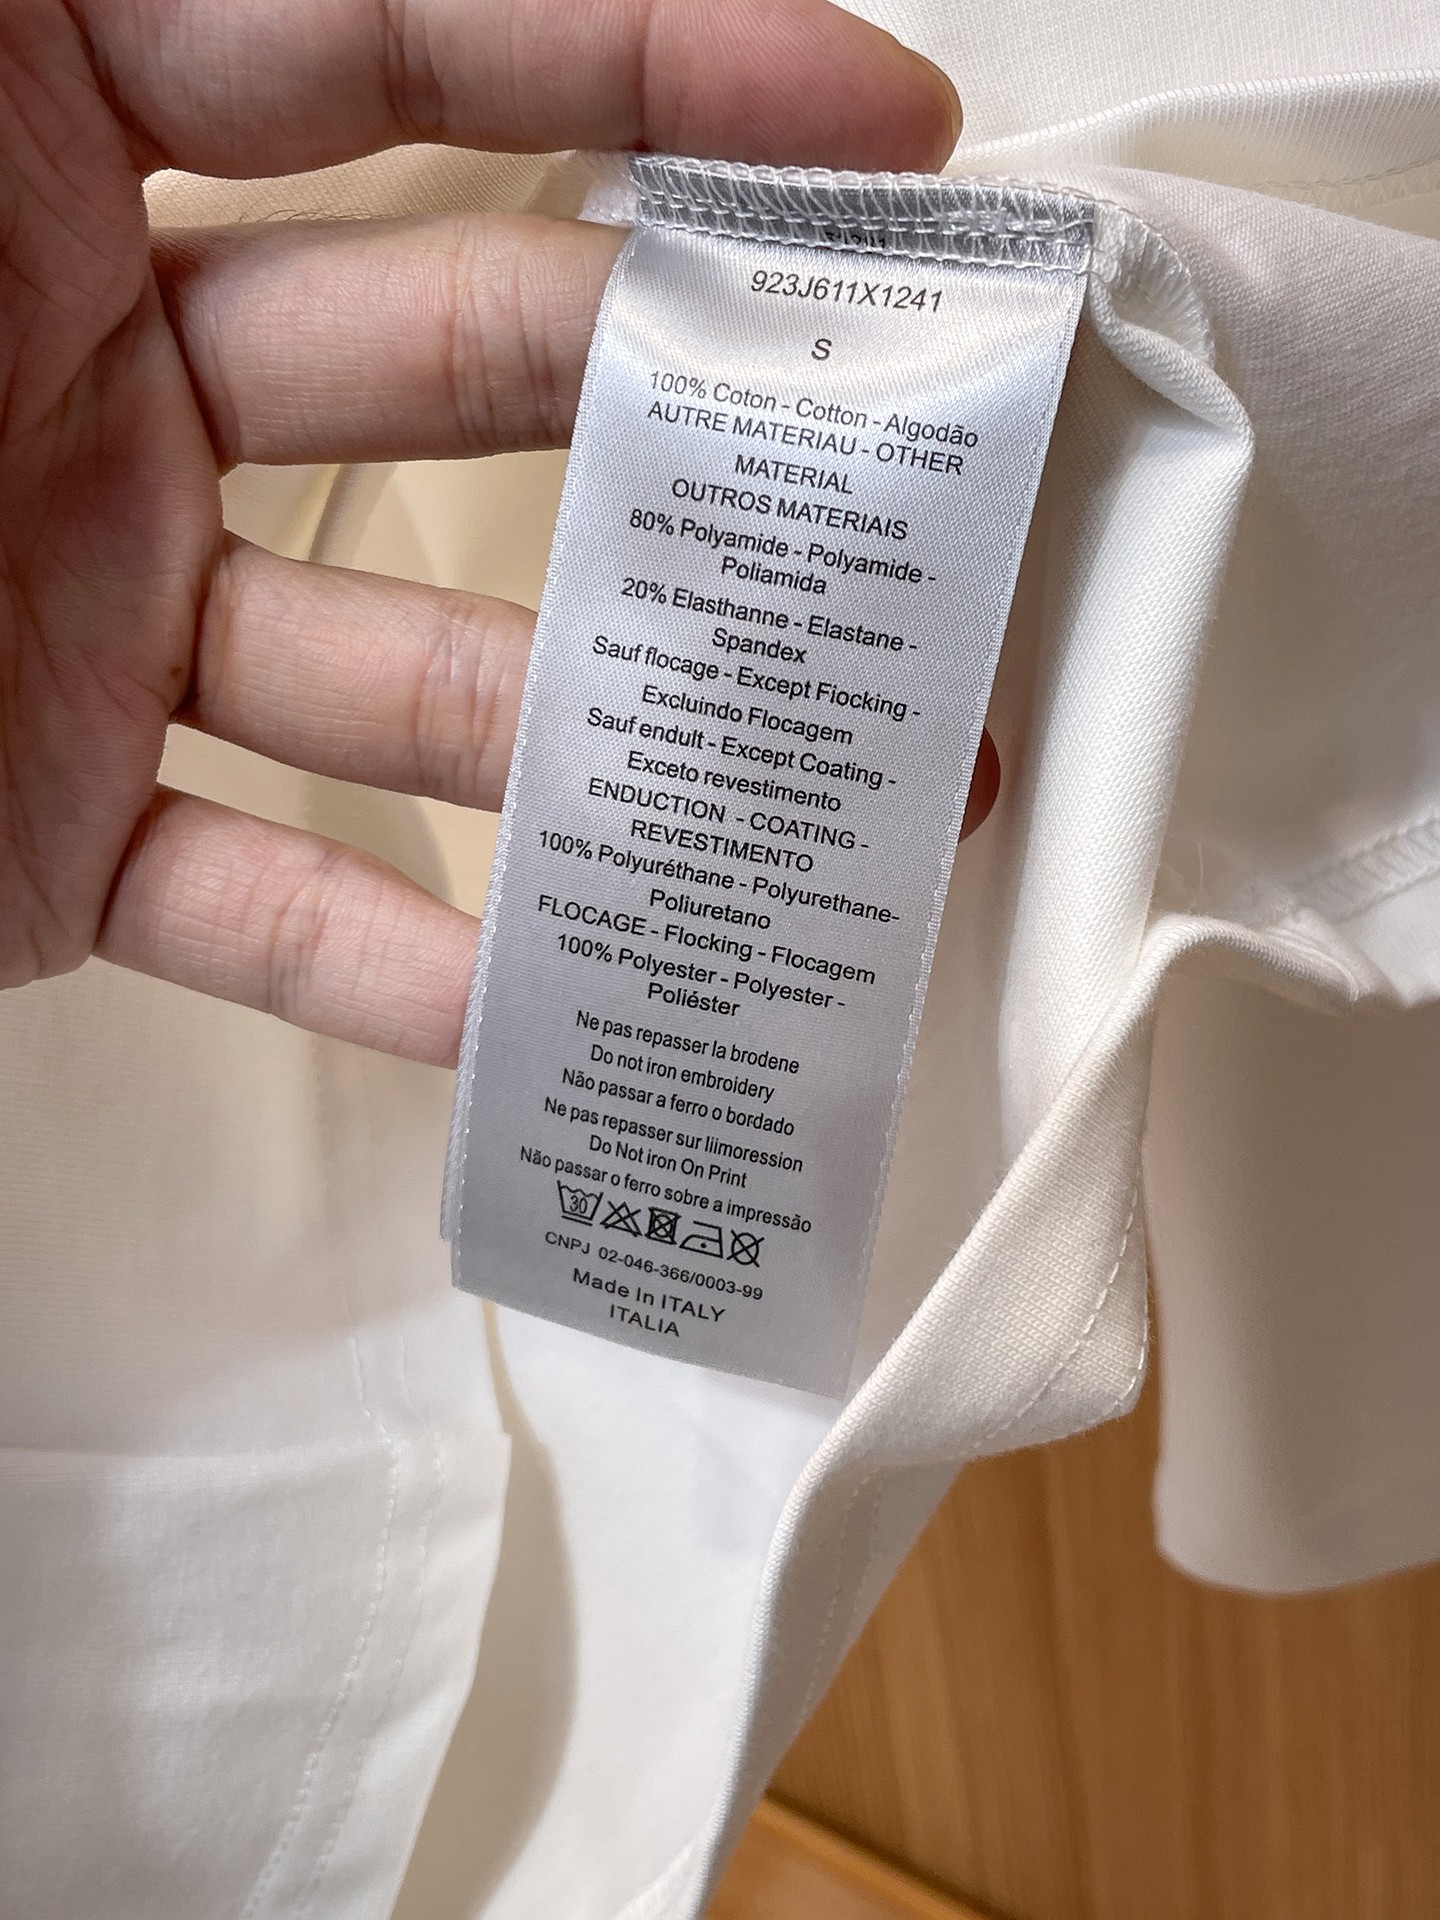 923J611X1241
S
100% Coton - Cotton - Algodão
AUTRE MATERIAU - OTHER
MATERIAL
OUTROS MATERIAIS
80% Polyamide - Polyamide -
Poliamida
20% Elasthanne - Elastane -
Spandex
Sauf flocage - Except Fiocking -
Excluindo Flocagem
Sauf endult - Except Coating -
Exceto revestimento
ENDUCTION - COATING -
REVESTIMENTO
100% Polyuréthane - Polyurethane-
Poliuretano
FLOCAGE - Flocking - Flocagem
100% Polyester - Polyester -
Poliéster
Ne pas repasser la brodene
Do not iron embroidery
Não passar a ferro o bordado
Ne pas repasser sur liimoression
Do Not iron On Print
Não passar o ferro sobre a impressão
30
CNPJ 02-046-366/0003-99
Made In ITALY
ITALIA